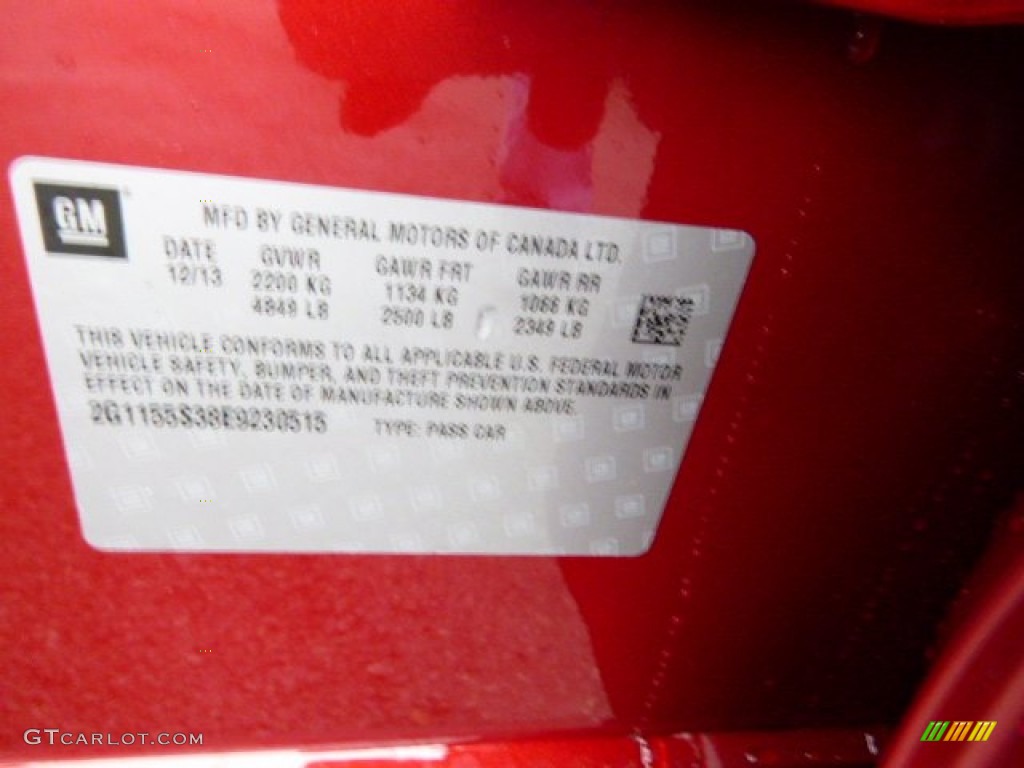 GM
MFD BY GENERAL MOTORS OF CANADA LTD.
DATE GVWR GAWR FRT GAWR RR
12/13 2200 KG 1134 KG 1066 KG
4849 LB 2500 LB 2349 LB
THIS VEHICLE CONFORMS TO ALL APPLICABLE U.S. FEDERAL MOTOR
VEHICLE SAFETY, BUMPER, AND THEFT PREVENTION STANDARDS IN
EFFECT ON THE DATE OF MANUFACTURE SHOWN ABOVE.
2G1155S38E9230515 TYPE: PASS CAR
GTCARLOT.COM